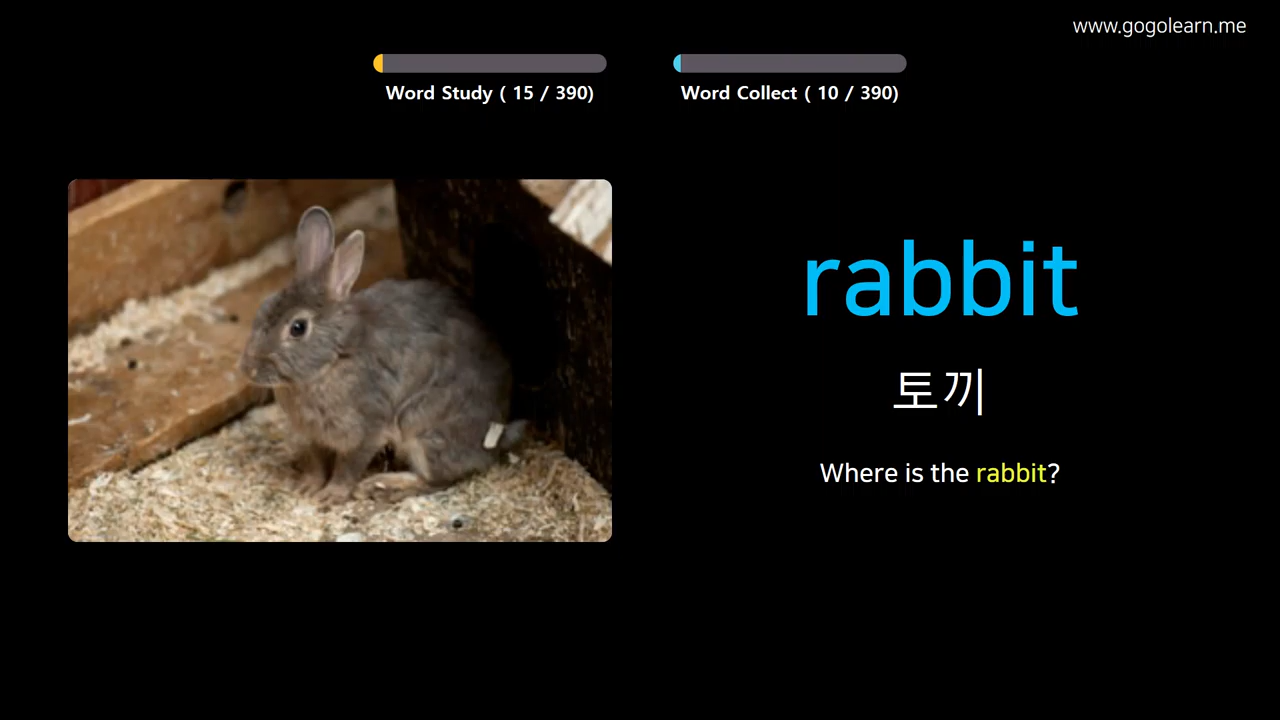 www.gogolearn.me
Word Study ( 15 / 390)
Word Collect ( 10 / 390)
rabbit
토끼
Where is the rabbit?